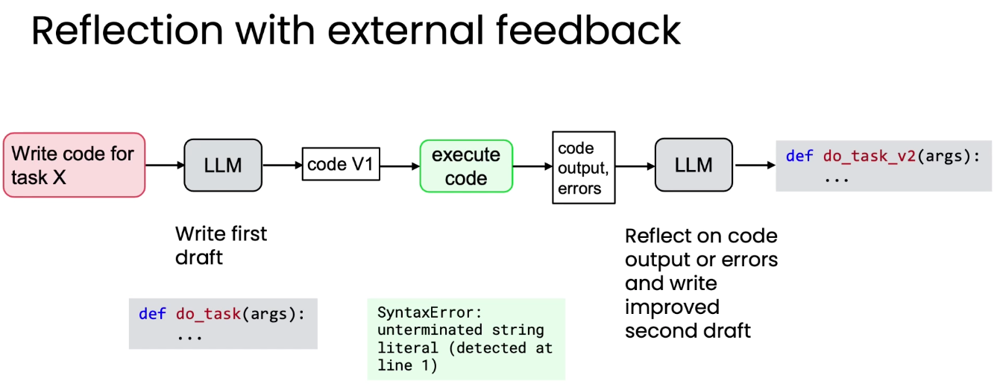 Reflection with external feedback
Write code for
task X
LLM
code V1
execute
code
code
output,
errors
LLM
def do_task_v2(args):
...
Write first
draft
Reflect on code
output or errors
and write
improved
second draft
def do_task(args):
...
SyntaxError:
unterminated string
literal (detected at
line 1)